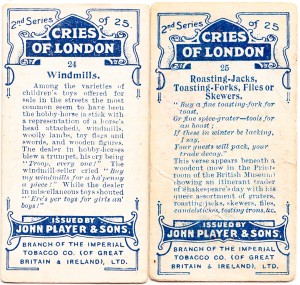 2nd Series of 25.
CRIES
OF LONDON
24
Windmills.
Among the varieties of
children's toys offered for
sale in the streets the most
common seem to have been
the hobby-horse (a stick with
a representation of a horse's
head attached), windmills,
woolly lambs, toy flags and
swords, and wooden figures.
The dealer in hobby-horses
blew a trumpet, his cry being
"Troop, every one!" The
windmill-seller cried "Buy
my windmills for a ha'penny
a piece!" While the dealer
in miscellaneous toys shouted
"Ere's yer toys for girls an'
boys!"
ISSUED BY
JOHN PLAYER & SONS.
BRANCH OF THE IMPERIAL
TOBACCO CO. (OF GREAT
BRITAIN & IRELAND), LTD.
2nd Series of 25.
CRIES
OF LONDON
25
Roasting-Jacks,
Toasting-Forks, Files or
Skewers.
"Buy a fine toasting-fork for
toast,
Or fine spice-grater—tools for
an host;
If these in winter be lacking,
I say,
Your guests will pack, your
trade decay."
This verse appears beneath a
woodcut now in the Print-
room of the British Museum
showing an itinerant trader
of Shakespeare's day with his
queer assortment of graters,
roasting jacks, skewers, files,
candlesticks, tasting trons, &c.
ISSUED BY
JOHN PLAYER & SONS.
BRANCH OF THE IMPERIAL
TOBACCO CO. (OF GREAT
BRITAIN & IRELAND), LTD.